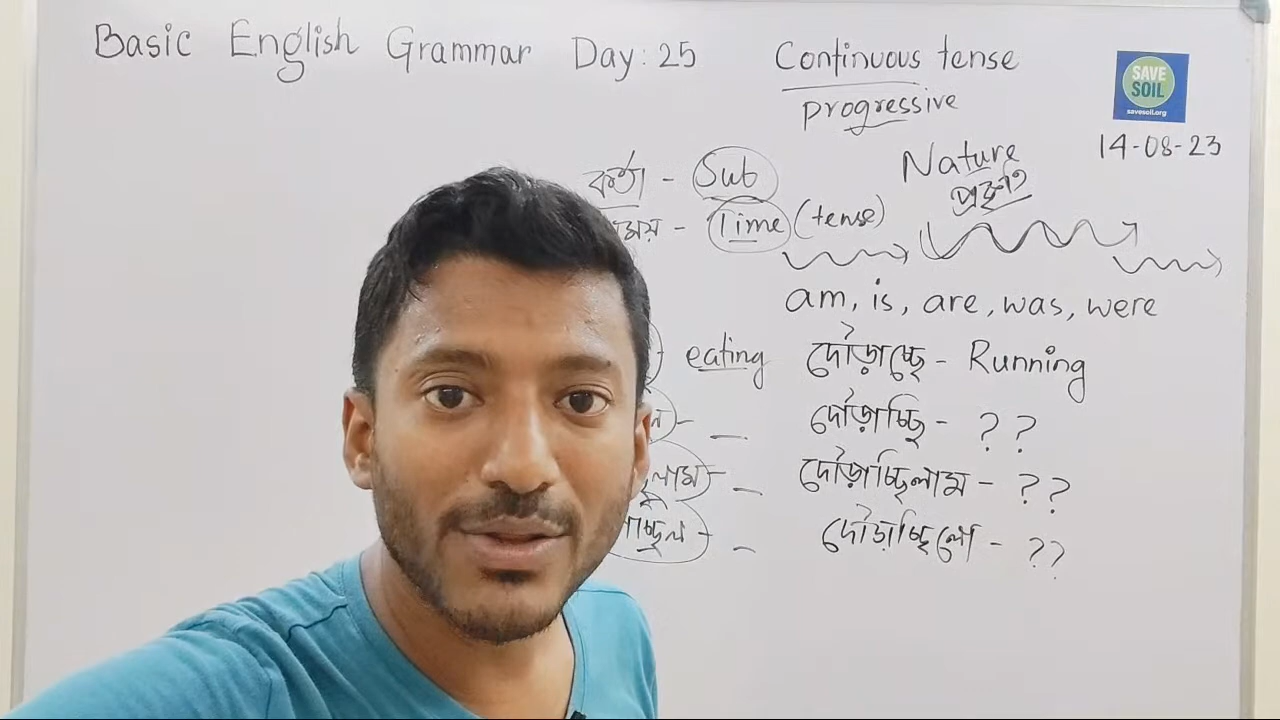 Basic English Grammar Day: 25
Continuous tense
progressive
SAVE
SOIL
savesoil.org
14-08-23
কর্তা - Sub
Nature
প্রকৃতি
- Time (tense)
am, is, are, was, were
eating
দৌড়াচ্ছে - Running
দৌড়াচ্ছি - ??
দৌড়াচ্ছিলাম - ??
দৌড়াচ্ছিলে - ??